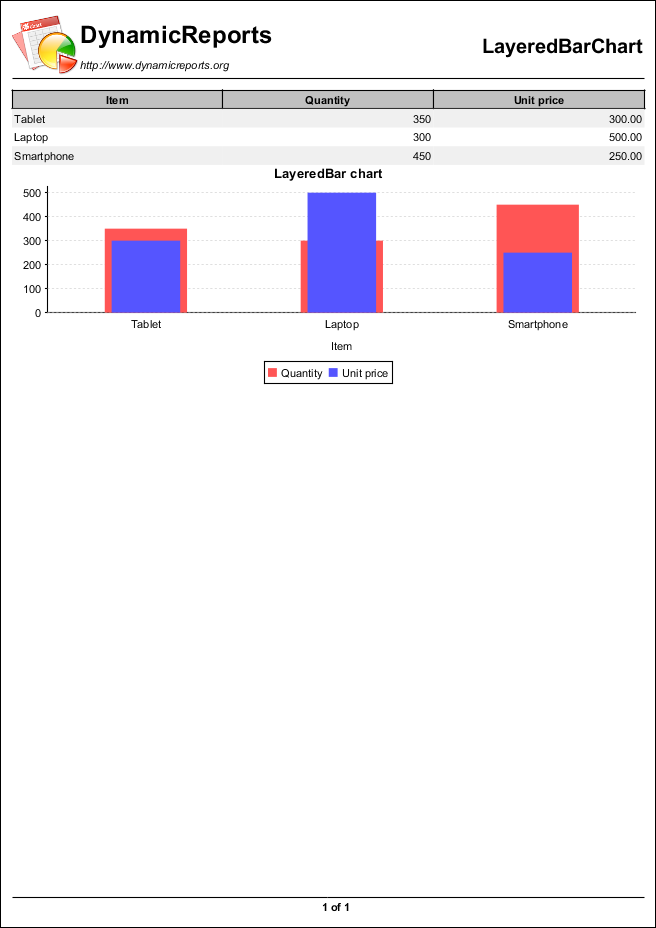 DynamicReports
http://www.dynamicreports.org
LayeredBarChart
Item Quantity Unit price
Tablet 350 300.00
Laptop 300 500.00
Smartphone 450 250.00
LayeredBar chart
500
400
300
200
100
0
Tablet Laptop Smartphone
Item
Quantity Unit price
1 of 1